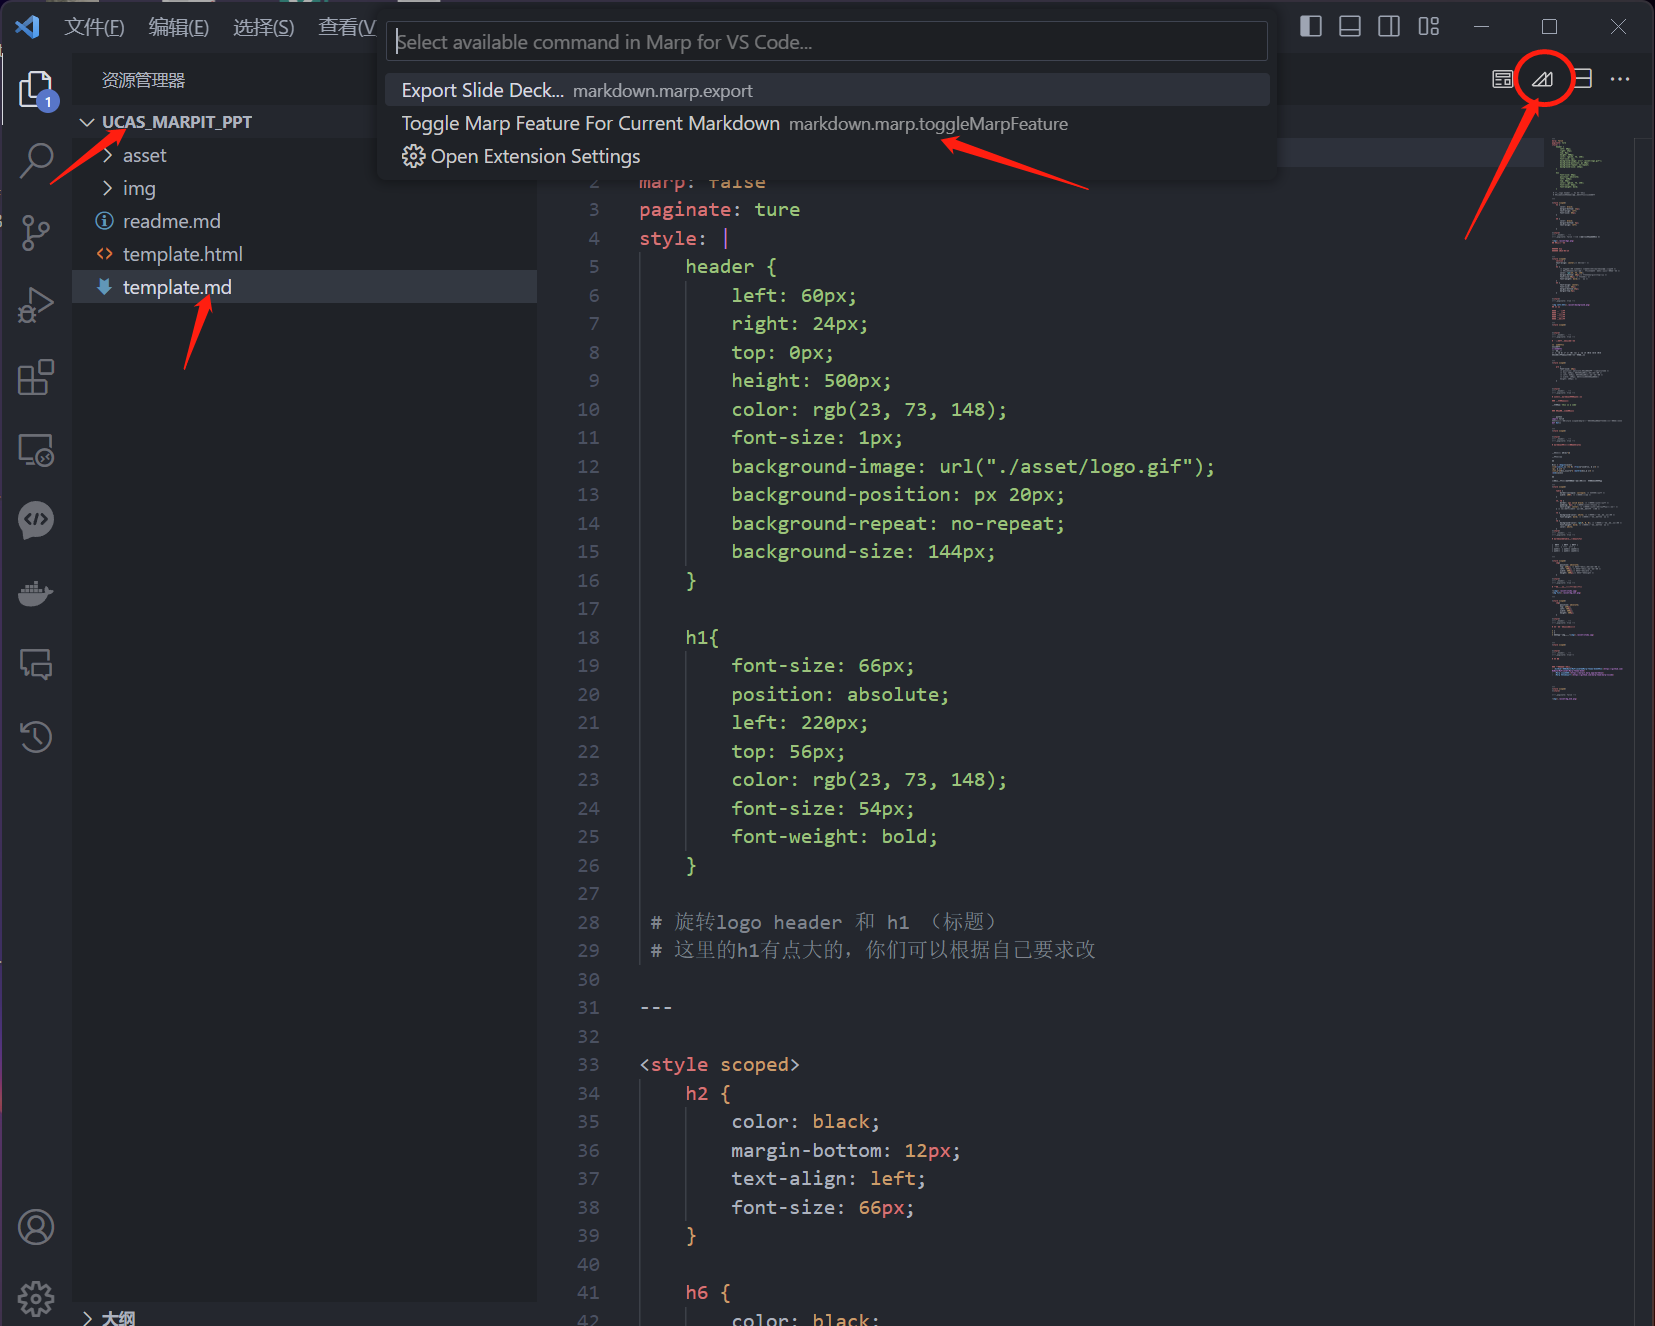 文件(F) 编辑(E) 选择(S) 查看(V
Select available command in Marp for VS Code...
资源管理器
Export Slide Deck... markdown.marp.export
1
UCAS_MARPIT_PPT
Toggle Marp Feature For Current Markdown markdown.marp.toggleMarpFeature
asset
Open Extension Settings
img
readme.md
template.html
template.md
2 marp: false
3 paginate: ture
4 style: |
5 header {
6 left: 60px;
7 right: 24px;
8 top: 0px;
9 height: 500px;
10 color: rgb(23, 73, 148);
11 font-size: 1px;
12 background-image: url("./asset/logo.gif");
13 background-position: px 20px;
14 background-repeat: no-repeat;
15 background-size: 144px;
16 }
17
18 h1{
19 font-size: 66px;
20 position: absolute;
21 left: 220px;
22 top: 56px;
23 color: rgb(23, 73, 148);
24 font-size: 54px;
25 font-weight: bold;
26 }
27
28 # 旋转logo header 和 h1 （标题）
29 # 这里的h1有点大的，你们可以根据自己要求改
30
31 ---
32
33 <style scoped>
34 h2 {
35 color: black;
36 margin-bottom: 12px;
37 text-align: left;
38 font-size: 66px;
39 }
40
41 h6 {
42 color: black;
大纲